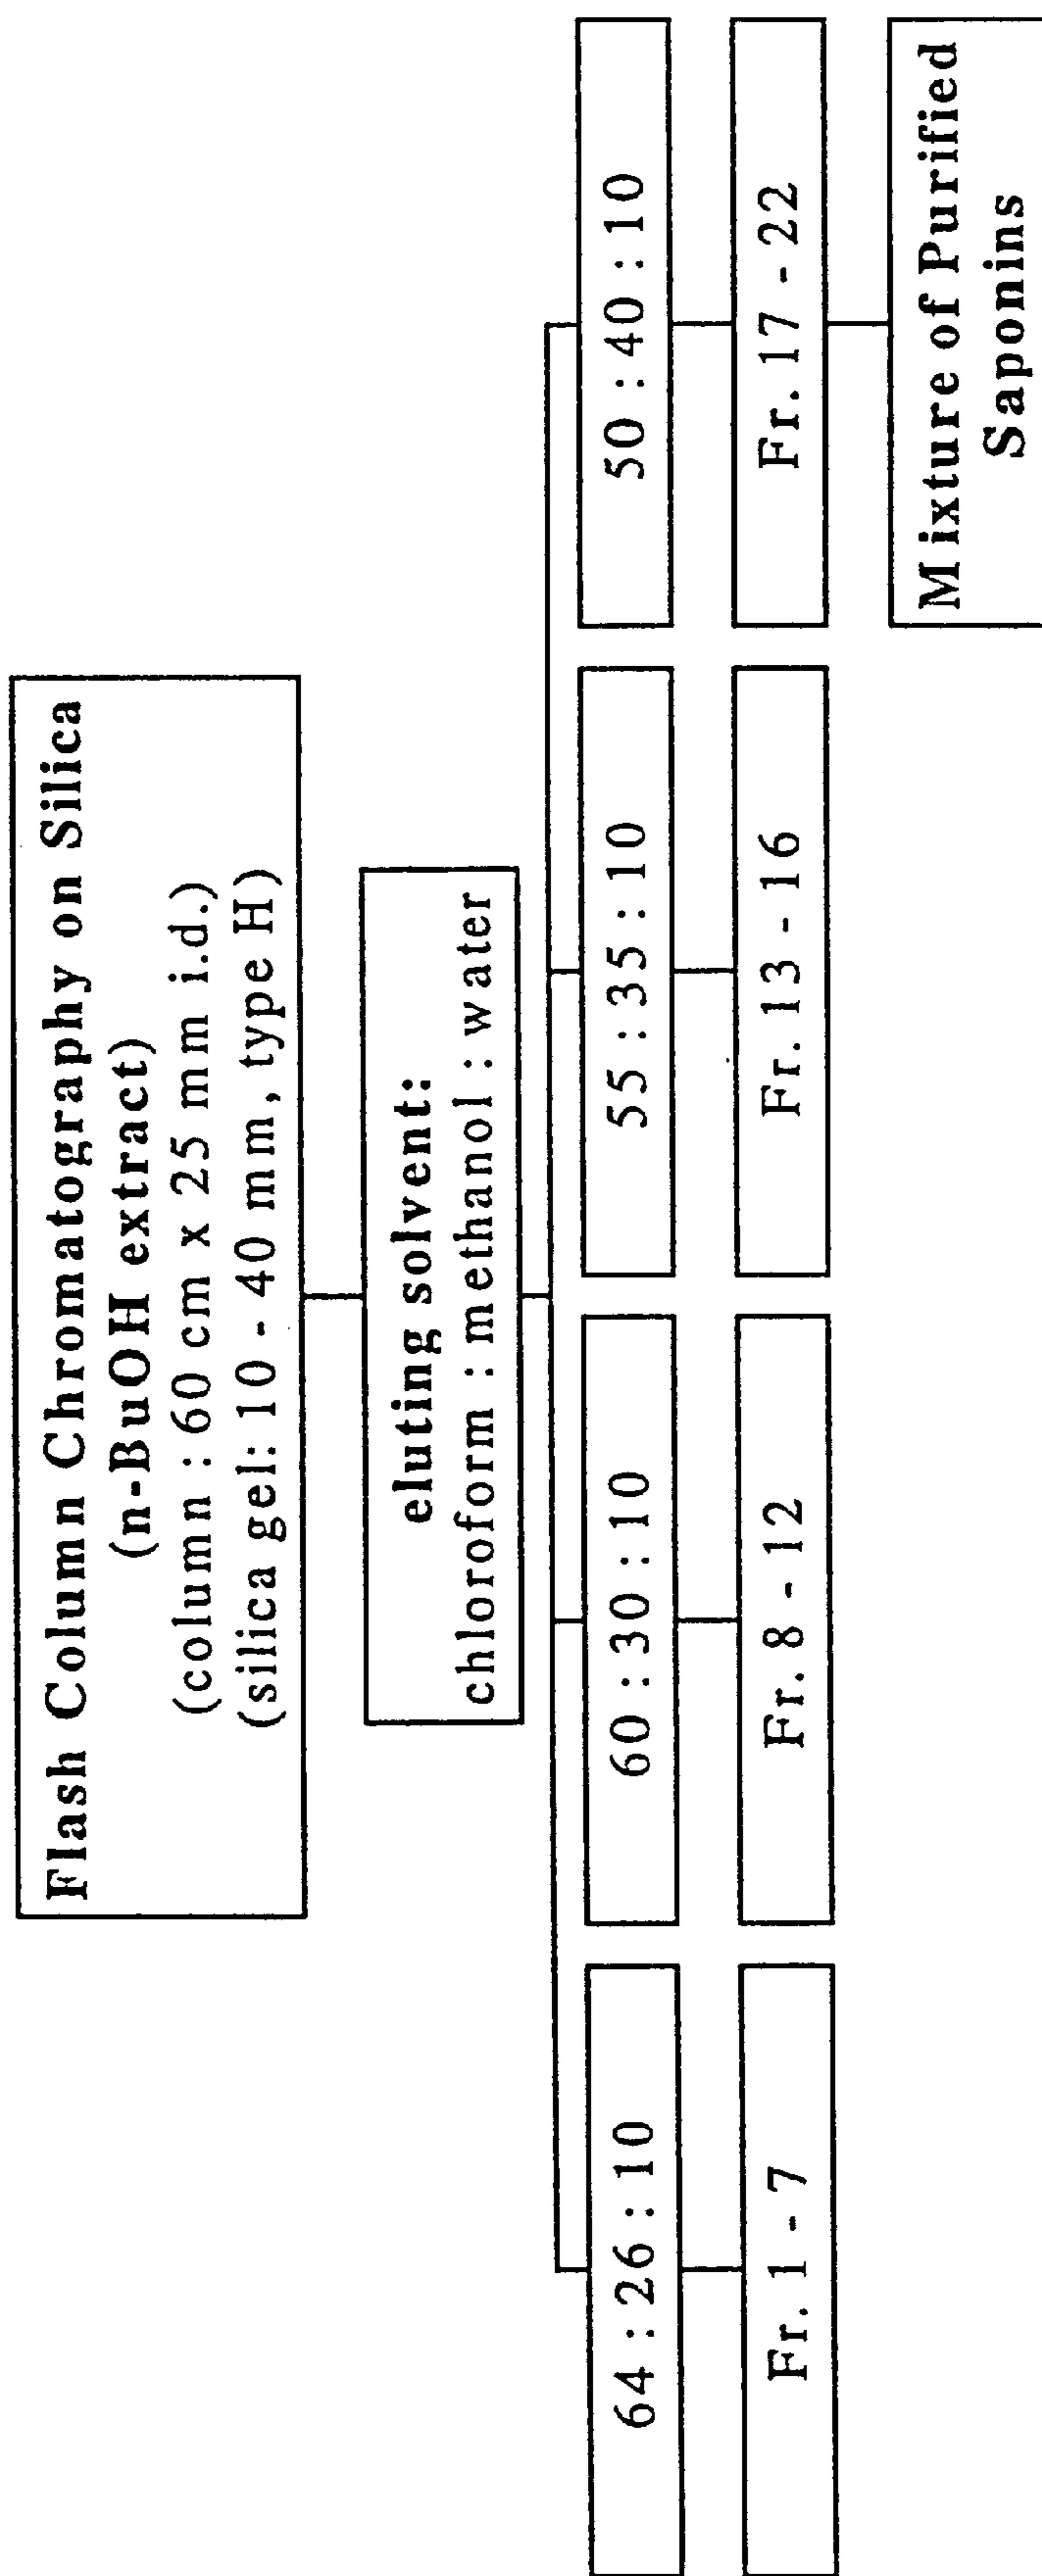 Flash Column Chromatography on Silica
(n-BuOH extract)
(column : 60 cm x 25 mm i.d.)
(silica gel: 10 - 40 mm, type H)
eluting solvent:
chloroform : methanol : water
64 : 26 : 10
60 : 30 : 10
55 : 35 : 10
50 : 40 : 10
Fr. 1 - 7
Fr. 8 - 12
Fr. 13 - 16
Fr. 17 - 22
Mixture of Purified
Saponins